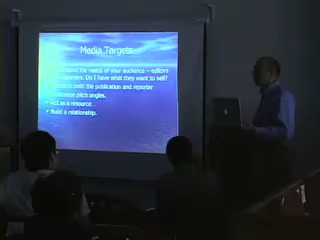 Media Targets
the needs of your audience – editors
Do I have what they want to sell?
both the publication and reporter
pitch angles.
Act as a resource.
Build a relationship.